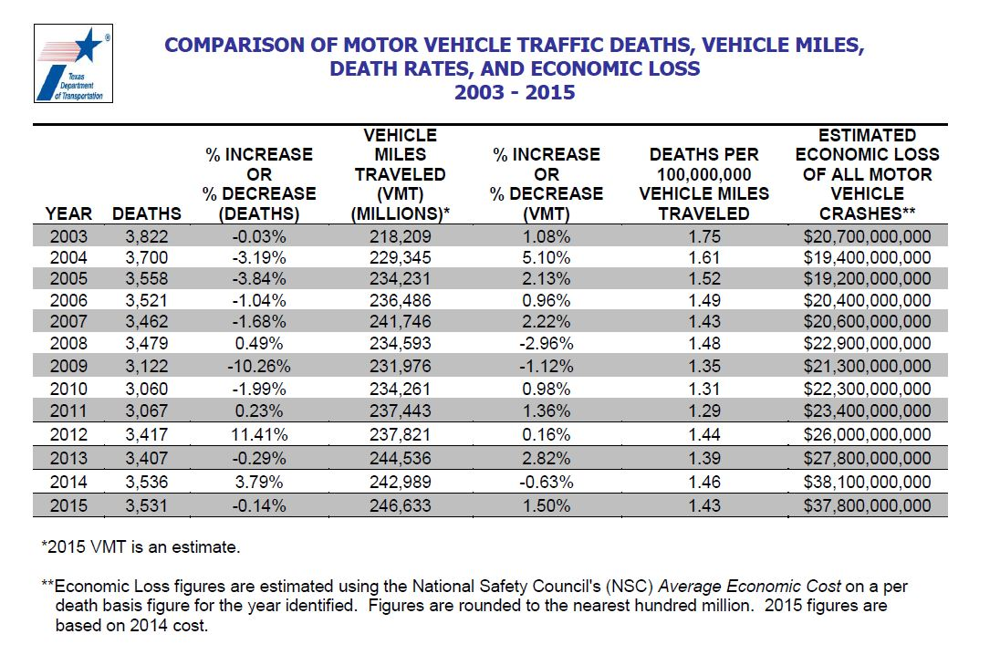 Texas
Department
of Transportation
®
COMPARISON OF MOTOR VEHICLE TRAFFIC DEATHS, VEHICLE MILES,
DEATH RATES, AND ECONOMIC LOSS
2003 - 2015
YEAR DEATHS % INCREASE OR % DECREASE (DEATHS) VEHICLE MILES TRAVELED (VMT) (MILLIONS)* % INCREASE OR % DECREASE (VMT) DEATHS PER 100,000,000 VEHICLE MILES TRAVELED ESTIMATED ECONOMIC LOSS OF ALL MOTOR VEHICLE CRASHES**
2003 3,822 -0.03% 218,209 1.08% 1.75 $20,700,000,000
2004 3,700 -3.19% 229,345 5.10% 1.61 $19,400,000,000
2005 3,558 -3.84% 234,231 2.13% 1.52 $19,200,000,000
2006 3,521 -1.04% 236,486 0.96% 1.49 $20,400,000,000
2007 3,462 -1.68% 241,746 2.22% 1.43 $20,600,000,000
2008 3,479 0.49% 234,593 -2.96% 1.48 $22,900,000,000
2009 3,122 -10.26% 231,976 -1.12% 1.35 $21,300,000,000
2010 3,060 -1.99% 234,261 0.98% 1.31 $22,300,000,000
2011 3,067 0.23% 237,443 1.36% 1.29 $23,400,000,000
2012 3,417 11.41% 237,821 0.16% 1.44 $26,000,000,000
2013 3,407 -0.29% 244,536 2.82% 1.39 $27,800,000,000
2014 3,536 3.79% 242,989 -0.63% 1.46 $38,100,000,000
2015 3,531 -0.14% 246,633 1.50% 1.43 $37,800,000,000
*2015 VMT is an estimate.
**Economic Loss figures are estimated using the National Safety Council's (NSC) Average Economic Cost on a per
death basis figure for the year identified. Figures are rounded to the nearest hundred million. 2015 figures are
based on 2014 cost.